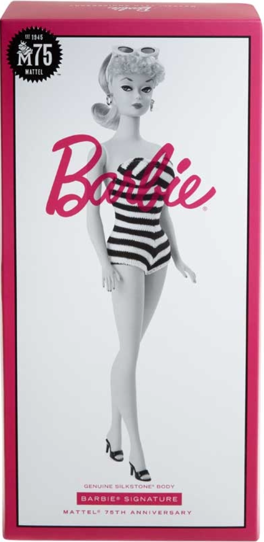 EST 1945
M75
MATTEL
Barbie®
GENUINE SILKSTONE® BODY
BARBIE® SIGNATURE
MATTEL® 75TH ANNIVERSARY